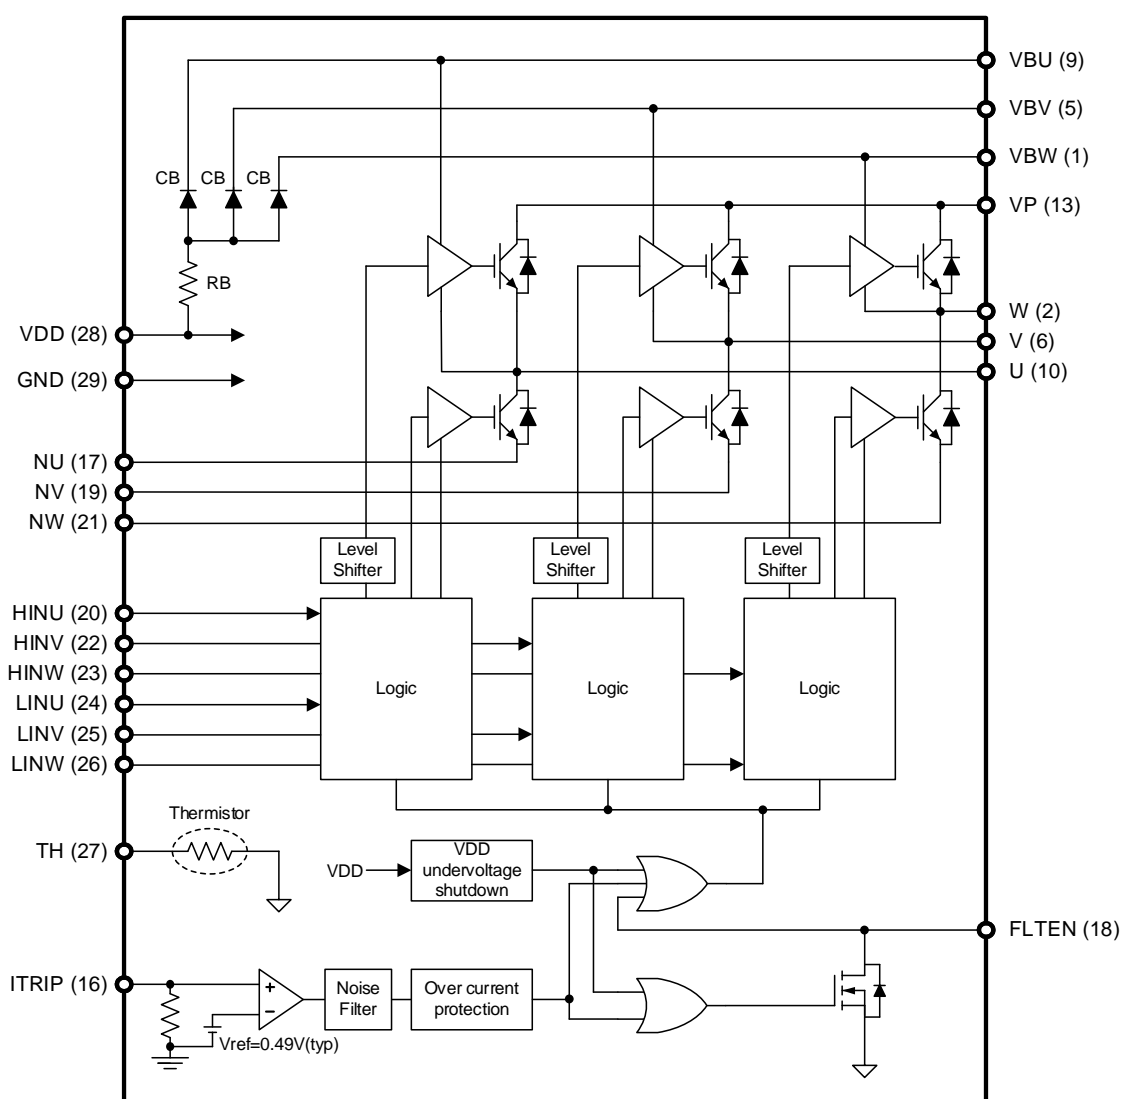 VBU (9)
VBV (5)
VBW (1)
CB
CB
CB
VP (13)
RB
W (2)
VDD (28)
V (6)
U (10)
GND (29)
NU (17)
NV (19)
NW (21)
Level
Shifter
Level
Shifter
Level
Shifter
HINU (20)
HINV (22)
HINW (23)
LINU (24)
LINV (25)
LINW (26)
Logic
Logic
Logic
Thermistor
TH (27)
VDD
VDD
undervoltage
shutdown
FLTEN (18)
ITRIP (16)
+
−
Noise
Filter
Over current
protection
Vref=0.49V(typ)